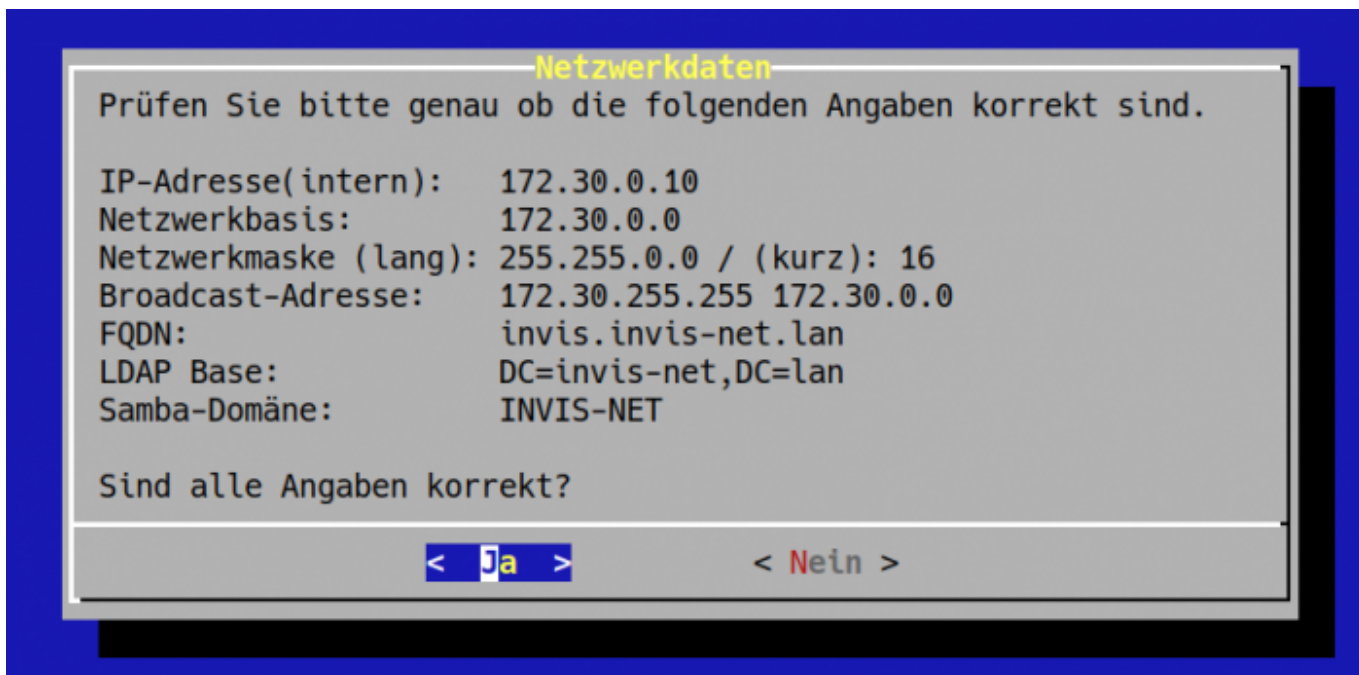 Netzwerkdaten
Prüfen Sie bitte genau ob die folgenden Angaben korrekt sind.
IP-Adresse(intern): 172.30.0.10
Netzwerkbasis: 172.30.0.0
Netzwerkmaske (lang): 255.255.0.0 / (kurz): 16
Broadcast-Adresse: 172.30.255.255 172.30.0.0
FQDN: invis.invis-net.lan
LDAP Base: DC=invis-net,DC=lan
Samba-Domäne: INVIS-NET
Sind alle Angaben korrekt?
< Ja > < Nein >